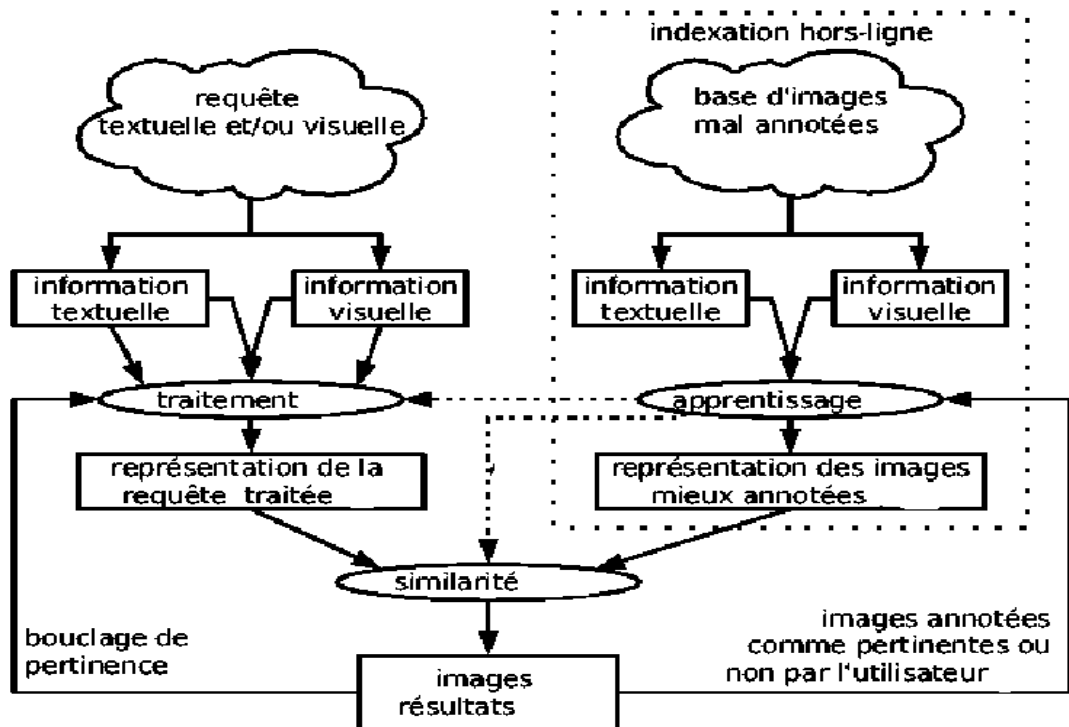 indexation hors-ligne
requête
textuelle et/ou visuelle
base d'images
mal annotées
information
textuelle
information
visuelle
information
textuelle
information
visuelle
traitement
apprentissage
représentation de la
requête traitée
représentation des images
mieux annotées
similarité
bouclage de
pertinence
images annotées
comme pertinentes ou
non par l'utilisateur
images
résultats